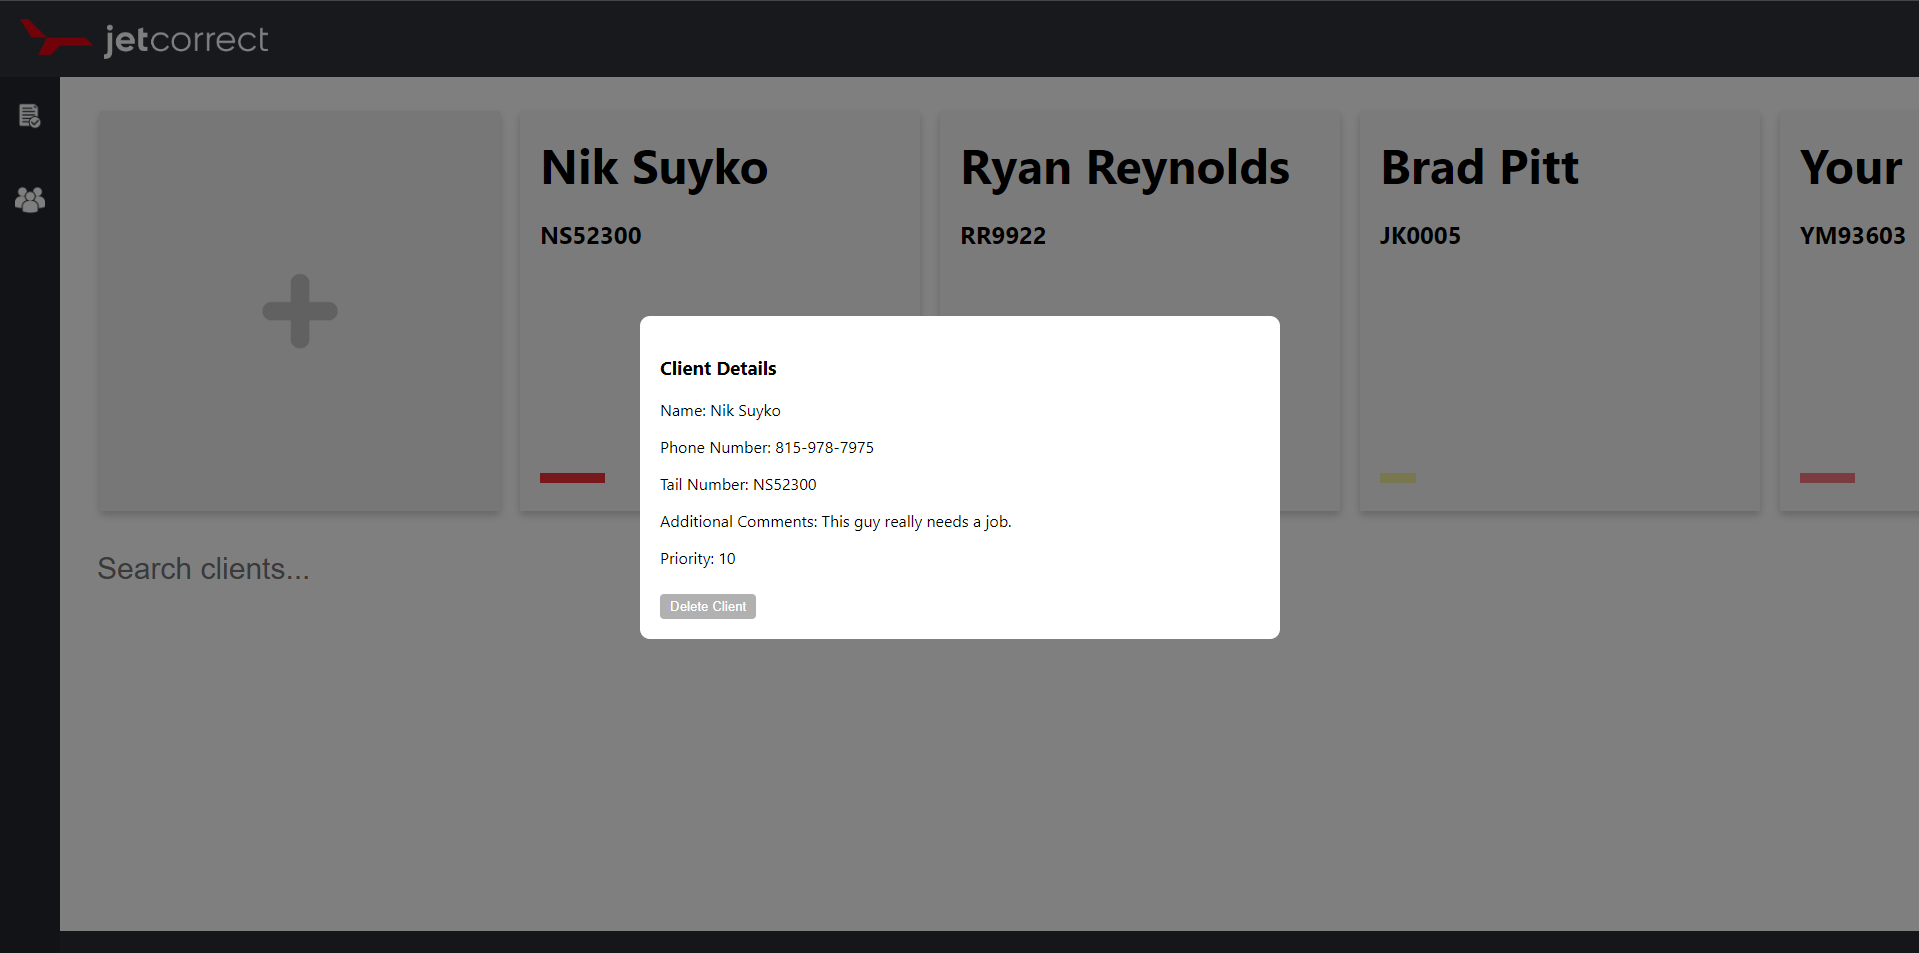 jetcorrect
Nik Suyko
NS52300
Ryan Reynolds
RR9922
Brad Pitt
JK0005
Your
YM93603
Client Details
Name: Nik Suyko
Phone Number: 815-978-7975
Tail Number: NS52300
Additional Comments: This guy really needs a job.
Priority: 10
Delete Client
Search clients...